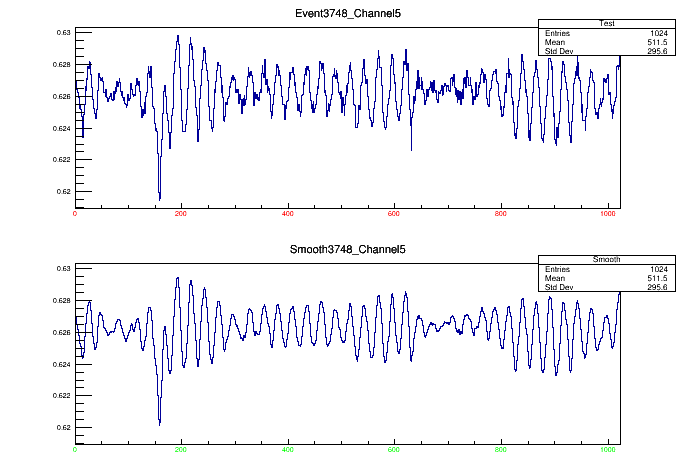 Event3748_Channel5
Test
Entries 1024
Mean 511.5
Std Dev 295.6
0.63
0.628
0.626
0.624
0.622
0.62
0 200 400 600 800 1000
Smooth3748_Channel5
Smooth
Entries 1024
Mean 511.5
Std Dev 295.6
0.63
0.628
0.626
0.624
0.622
0.62
0 200 400 600 800 1000